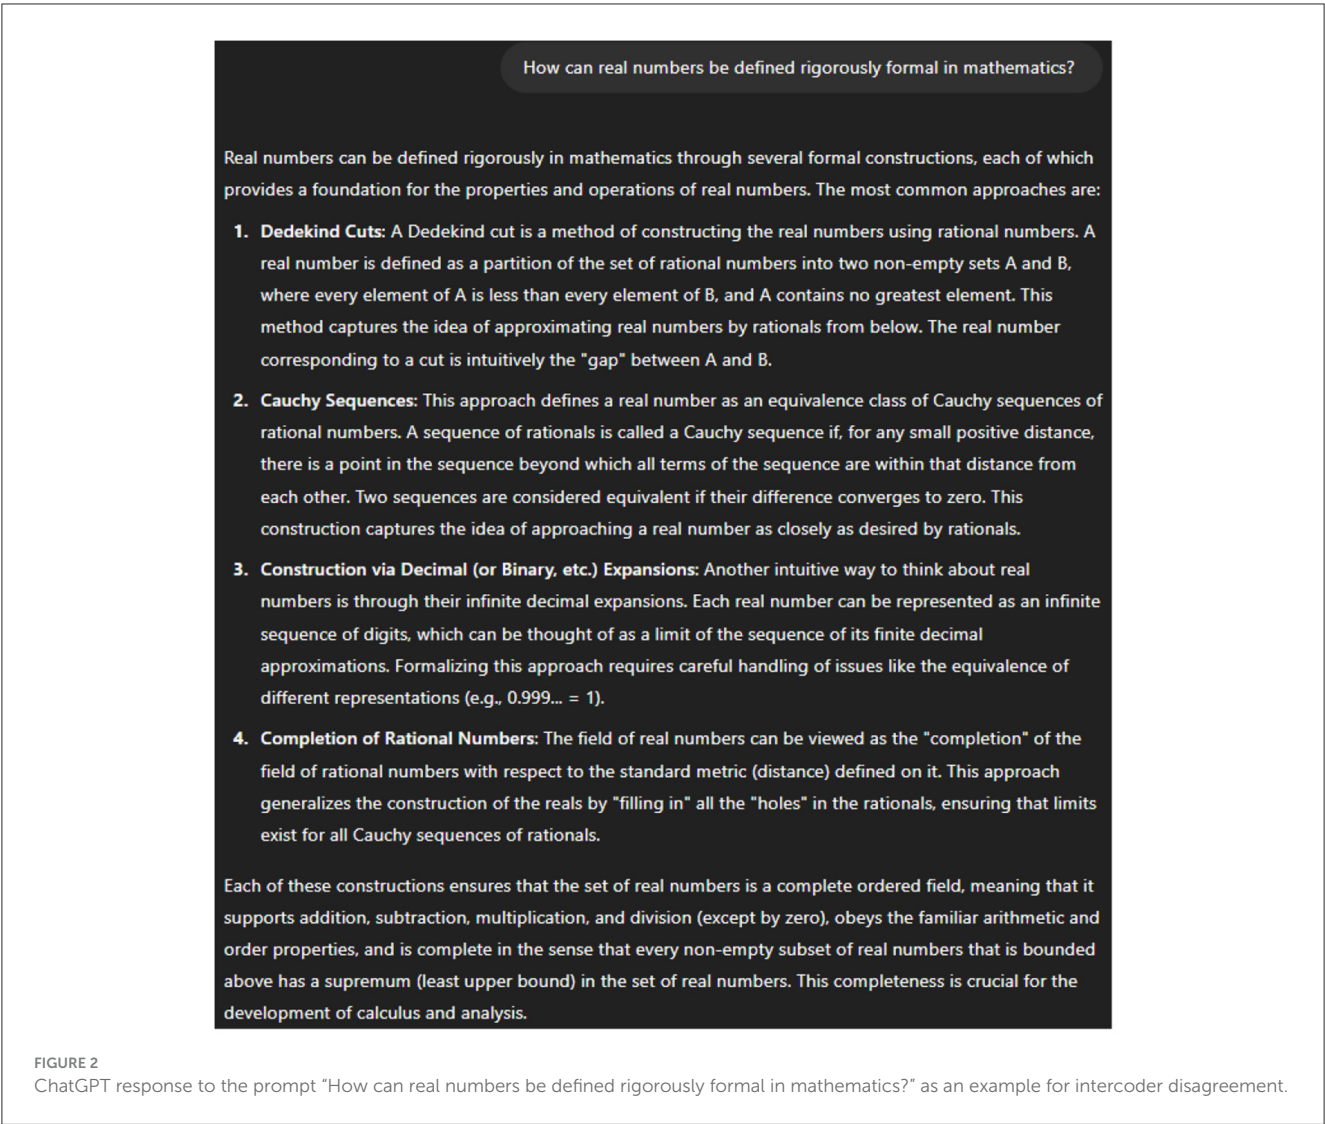 How can real numbers be defined rigorously formal in mathematics?
Real numbers can be defined rigorously in mathematics through several formal constructions, each of which
provides a foundation for the properties and operations of real numbers. The most common approaches are:
1. Dedekind Cuts: A Dedekind cut is a method of constructing the real numbers using rational numbers. A
real number is defined as a partition of the set of rational numbers into two non-empty sets A and B,
where every element of A is less than every element of B, and A contains no greatest element. This
method captures the idea of approximating real numbers by rationals from below. The real number
corresponding to a cut is intuitively the "gap" between A and B.
2. Cauchy Sequences: This approach defines a real number as an equivalence class of Cauchy sequences of
rational numbers. A sequence of rationals is called a Cauchy sequence if, for any small positive distance,
there is a point in the sequence beyond which all terms of the sequence are within that distance from
each other. Two sequences are considered equivalent if their difference converges to zero. This
construction captures the idea of approaching a real number as closely as desired by rationals.
3. Construction via Decimal (or Binary, etc.) Expansions: Another intuitive way to think about real
numbers is through their infinite decimal expansions. Each real number can be represented as an infinite
sequence of digits, which can be thought of as a limit of the sequence of its finite decimal
approximations. Formalizing this approach requires careful handling of issues like the equivalence of
different representations (e.g., 0.999... = 1).
4. Completion of Rational Numbers: The field of real numbers can be viewed as the "completion" of the
field of rational numbers with respect to the standard metric (distance) defined on it. This approach
generalizes the construction of the reals by "filling in" all the "holes" in the rationals, ensuring that limits
exist for all Cauchy sequences of rationals.
Each of these constructions ensures that the set of real numbers is a complete ordered field, meaning that it
supports addition, subtraction, multiplication, and division (except by zero), obeys the familiar arithmetic and
order properties, and is complete in the sense that every non-empty subset of real numbers that is bounded
above has a supremum (least upper bound) in the set of real numbers. This completeness is crucial for the
development of calculus and analysis.
FIGURE 2
ChatGPT response to the prompt “How can real numbers be defined rigorously formal in mathematics?” as an example for intercoder disagreement.